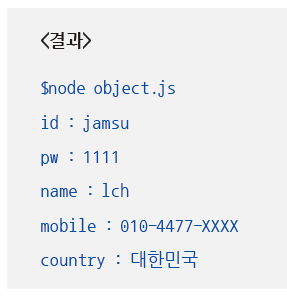 <결과>
$node object.js
id : jamsu
pw : 1111
name : lch
mobile : 010-4477-XXXX
country : 대한민국